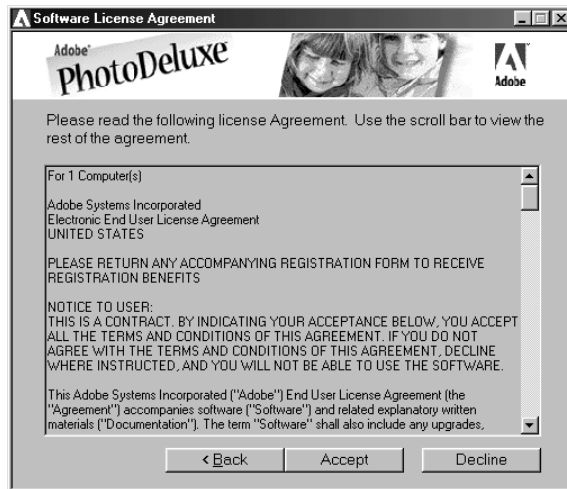 Software License Agreement
Adobe
PhotoDeluxe
Adobe
Please read the following license Agreement. Use the scroll bar to view the
rest of the agreement.
For 1 Computer(s)
Adobe Systems Incorporated
Electronic End User License Agreement
UNITED STATES
PLEASE RETURN ANY ACCOMPANYING REGISTRATION FORM TO RECEIVE
REGISTRATION BENEFITS
NOTICE TO USER:
THIS IS A CONTRACT. BY INDICATING YOUR ACCEPTANCE BELOW, YOU ACCEPT
ALL THE TERMS AND CONDITIONS OF THIS AGREEMENT. IF YOU DO NOT
AGREE WITH THE TERMS AND CONDITIONS OF THIS AGREEMENT, DECLINE
WHERE INSTRUCTED, AND YOU WILL NOT BE ABLE TO USE THE SOFTWARE.
This Adobe Systems Incorporated ("Adobe") End User License Agreement (the
"Agreement") accompanies software ("Software") and related explanatory written
materials ("Documentation"). The term "Software" shall also include any upgrades,
< Back Accept Decline